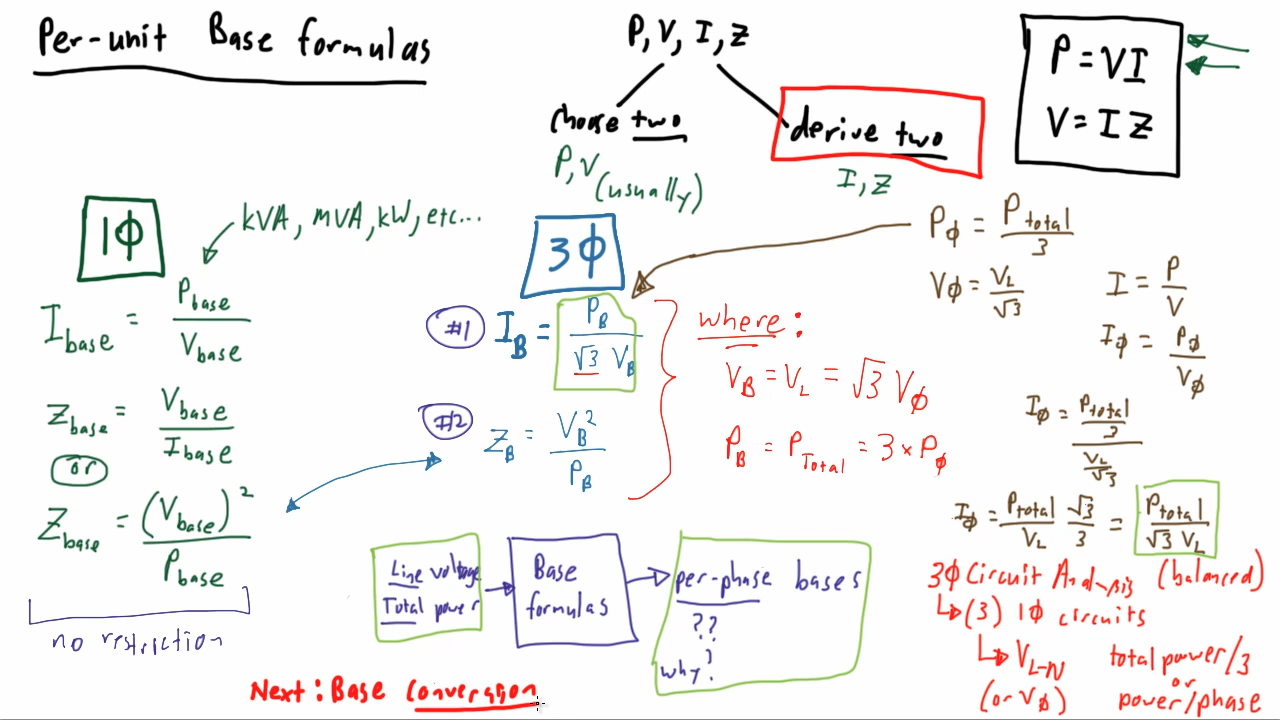 Per-unit Base formulas
P, V, I, Z
choose two
derive two
P, V (usually)
I, Z
P = VI
V = I Z
1ϕ
kVA, MVA, kW, etc...
I_base = P_base / V_base
Z_base = V_base / I_base
or
Z_base = (V_base)² / P_base
no restriction
3ϕ
#1 I_B = P_B / √3 V_B
#2 Z_B = V_B² / P_B
where:
V_B = V_L = √3 V_ϕ
P_B = P_Total = 3 × P_ϕ
P_ϕ = P_total / 3
V_ϕ = V_L / √3
I = P / V
I_ϕ = P_ϕ / V_ϕ
I_ϕ = (P_total / 3) / (V_L / √3)
I_ϕ = P_total / V_L √3 / 3 = P_total / √3 V_L
Line voltage
Total power
Base
formulas
per-phase bases
??
why?
3ϕ Circuit Analysis (balanced)
(3) 1ϕ circuits
V_L-N total power/3
or
(or V_ϕ) power/phase
Next: Base